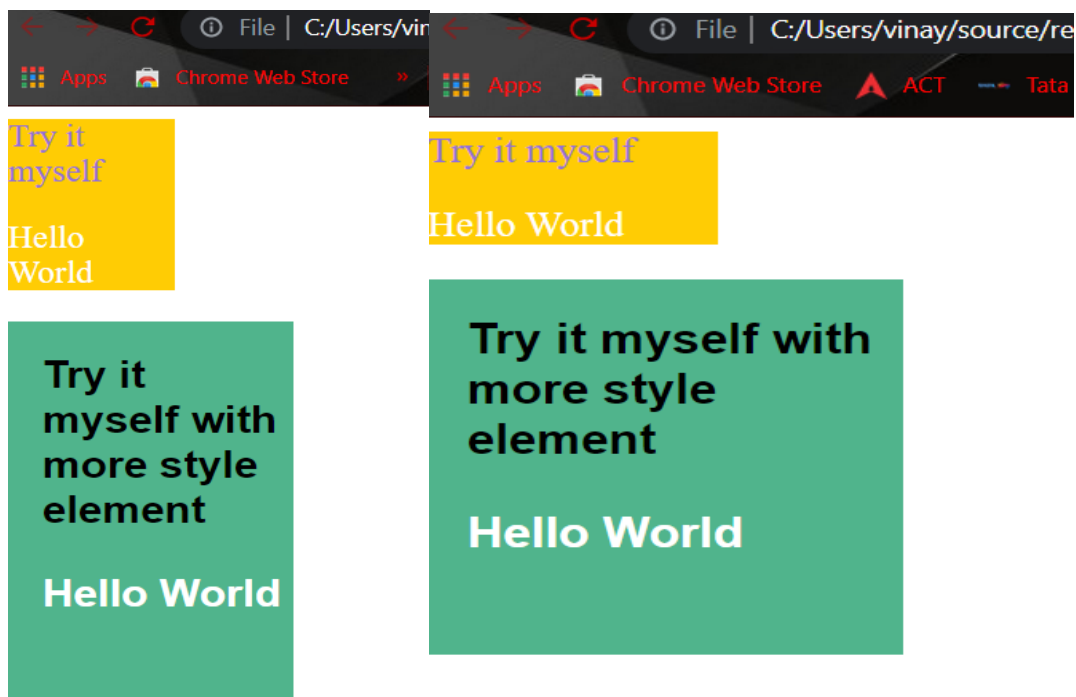 File | C:/Users/vin
Apps Chrome Web Store »
Try it
myself
Hello
World
Try it
myself with
more style
element
Hello World
File | C:/Users/vinay/source/re
Apps Chrome Web Store ACT Tata
Try it myself
Hello World
Try it myself with
more style
element
Hello World